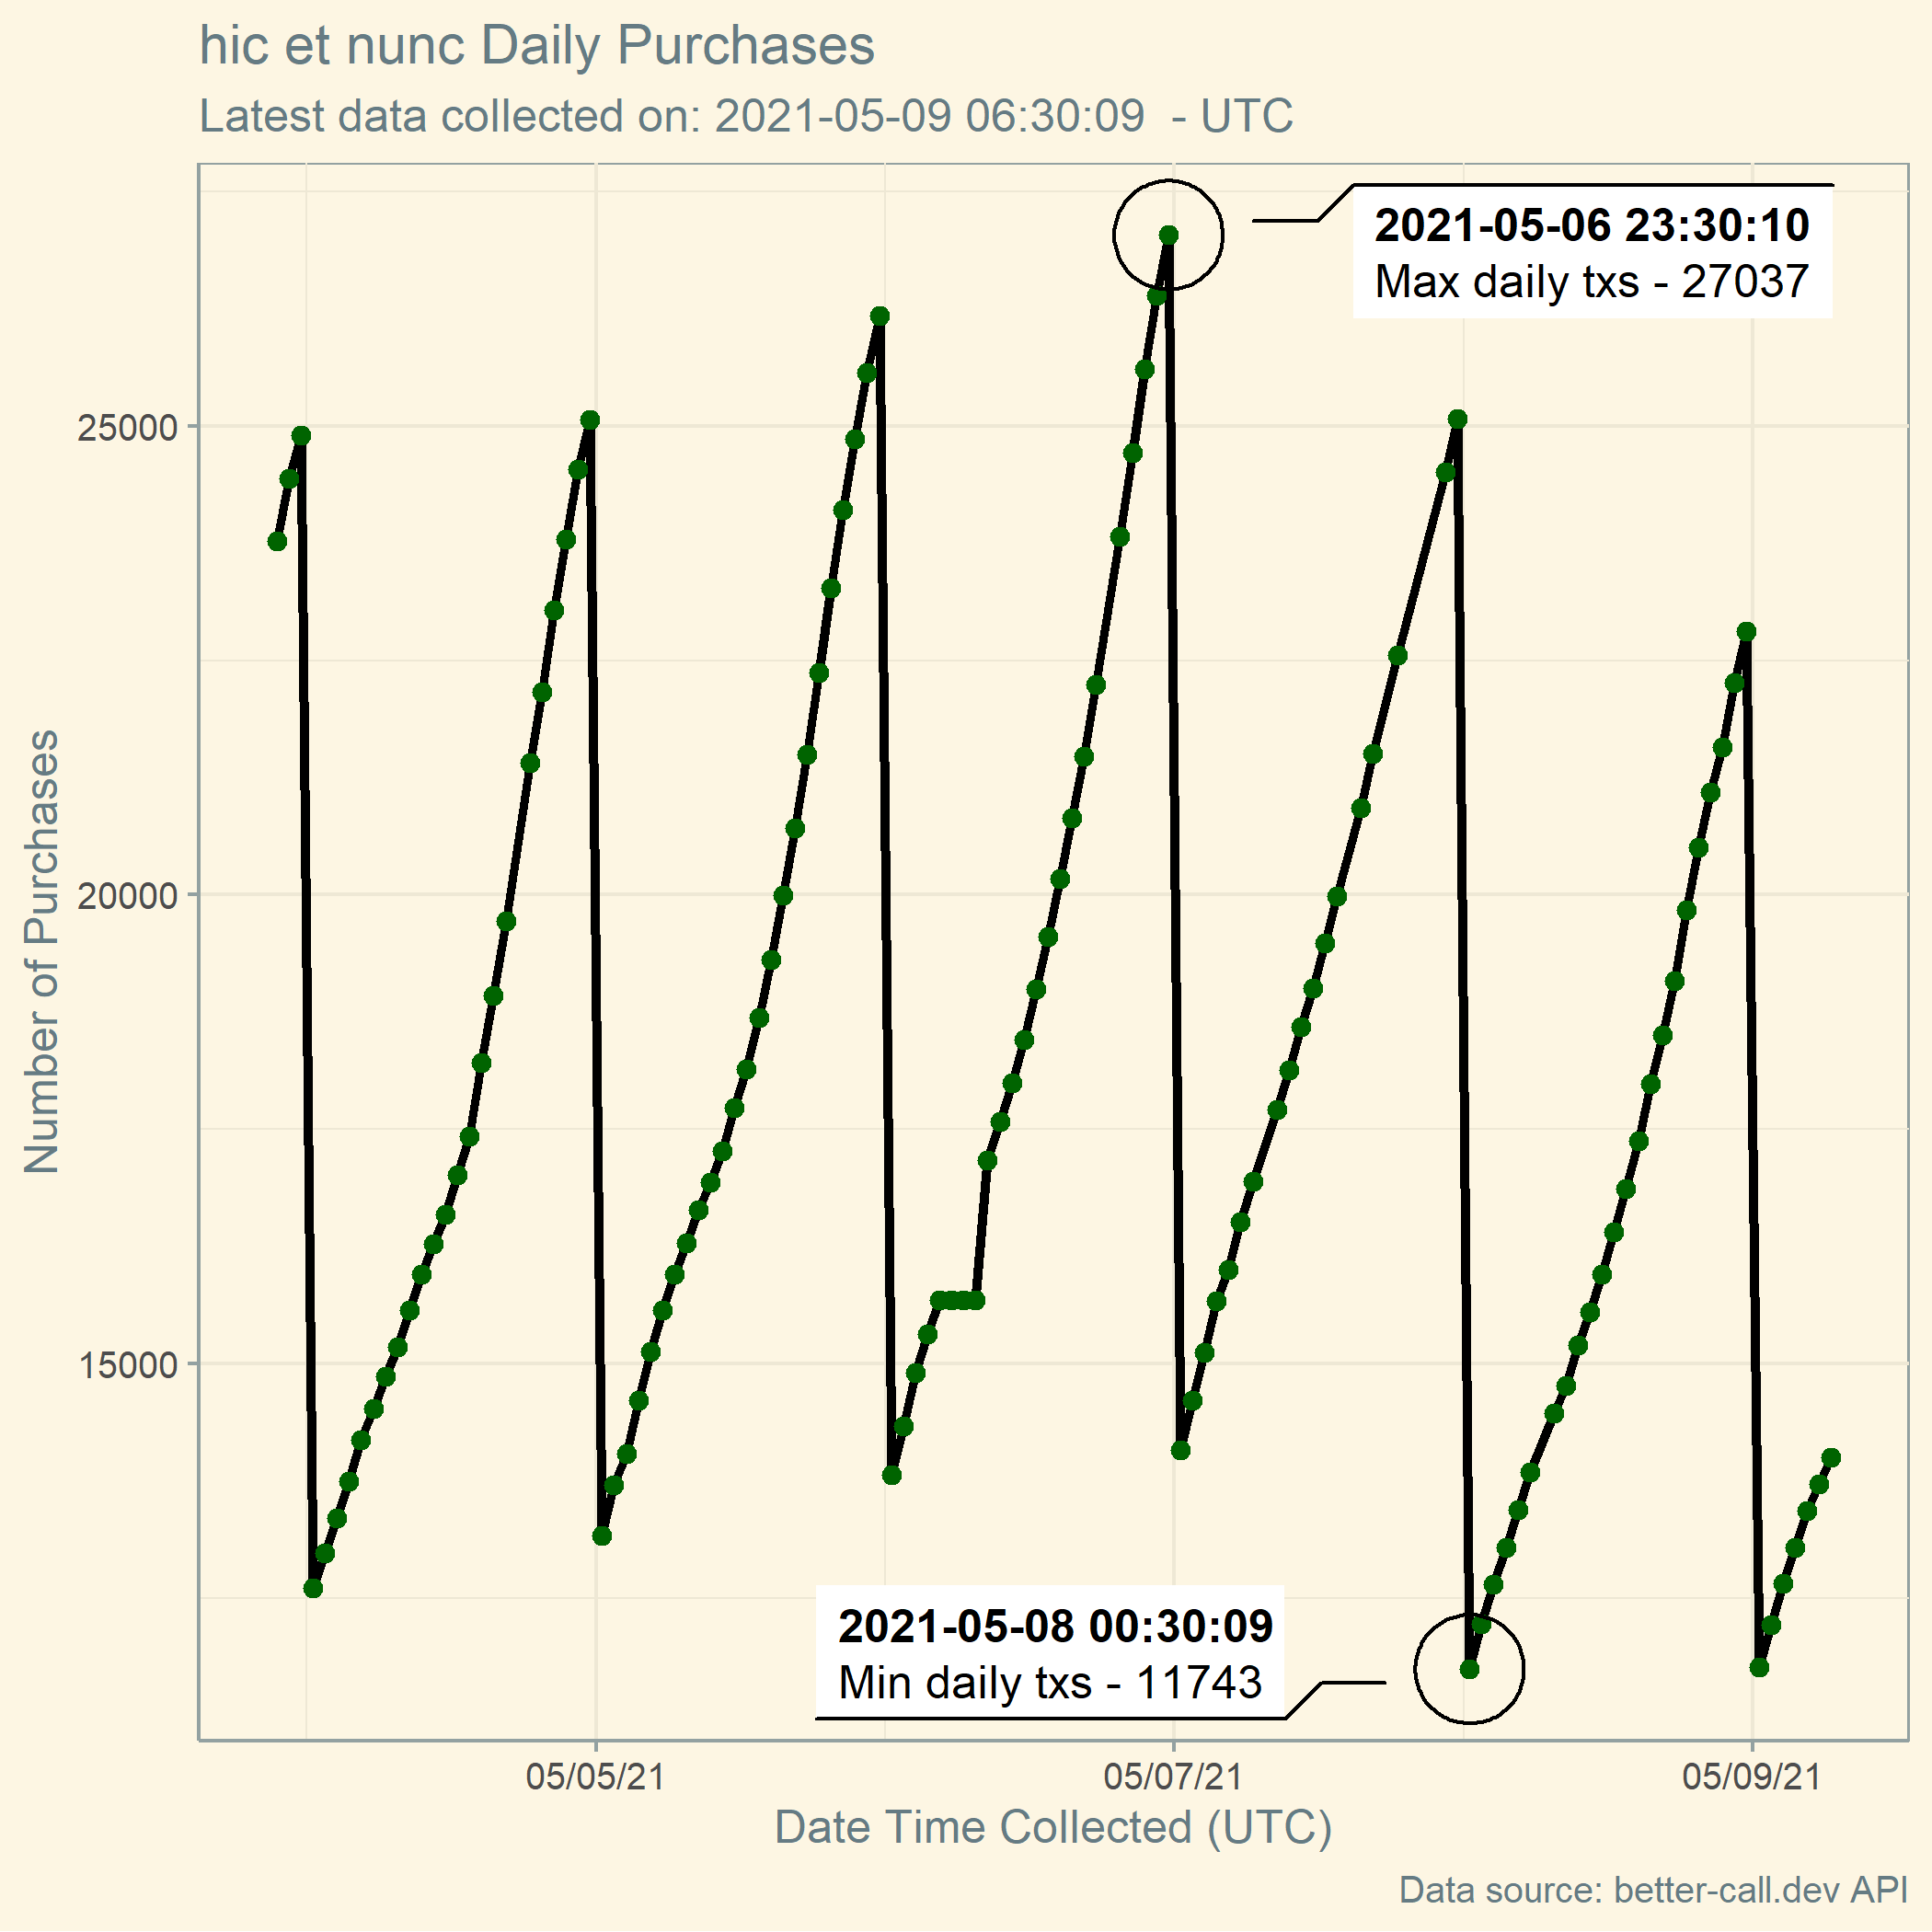 hic et nunc Daily Purchases
Latest data collected on: 2021-05-09 06:30:09  - UTC
2021-05-06 23:30:10
Max daily txs - 27037
25000
20000
15000
Number of Purchases
2021-05-08 00:30:09
Min daily txs - 11743
05/05/21
05/07/21
05/09/21
Date Time Collected (UTC)
Data source: better-call.dev API